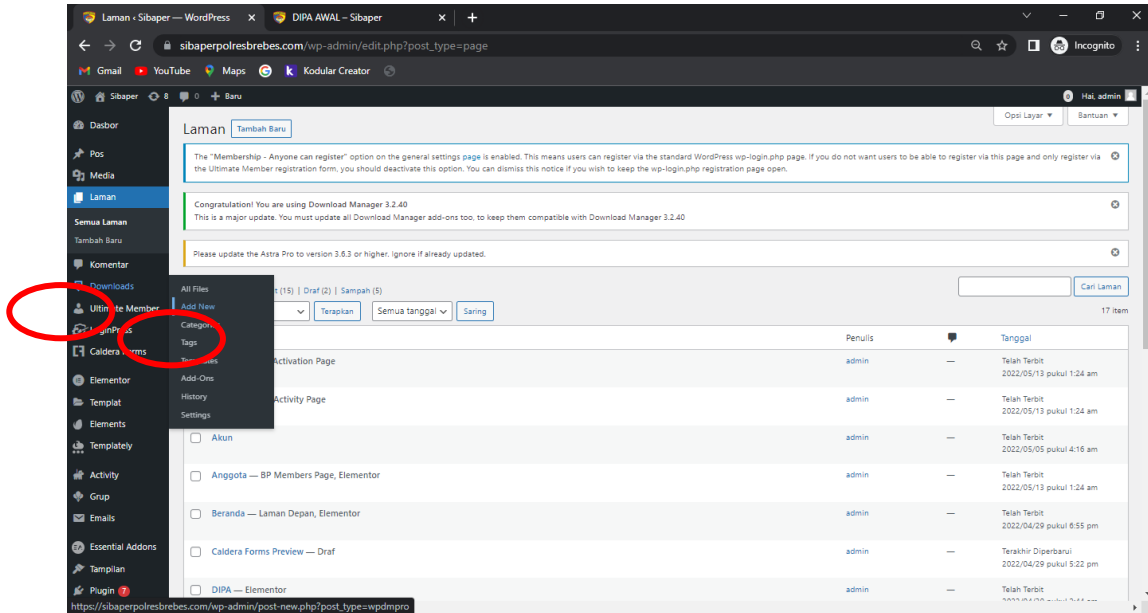 Laman ‹ Sibaper — WordPress
DIPA AWAL – Sibaper
sibaperpolresbrebes.com/wp-admin/edit.php?post_type=page
Incognito
Gmail YouTube Maps Kodular Creator
Sibaper 8 0 Baru
0 Hai, admin
Dasbor
Pos
Media
Laman
Semua Laman
Tambah Baru
Komentar
Downloads
Ultimate Member
LoginPress
Caldera Forms
Elementor
Templat
Elements
Templately
Activity
Grup
Emails
Essential Addons
Tampilan
Plugin 7
All Files
Add New
Categories
Tags
Templates
Add-Ons
History
Settings
Opsi Layar ▼ Bantuan ▼
Laman Tambah Baru
The "Membership - Anyone can register" option on the general settings page is enabled. This means users can register via the standard WordPress wp-login.php page. If you do not want users to be able to register via this page and only register via
the Ultimate Member registration form, you should deactivate this option. You can dismiss this notice if you wish to keep the wp-login.php registration page open.
Congratulation! You are using Download Manager 3.2.40
This is a major update. You must update all Download Manager add-ons too, to keep them compatible with Download Manager 3.2.40
Please update the Astra Pro to version 3.6.3 or higher. Ignore if already updated.
(15) | Draf (2) | Sampah (5)
Cari Laman
Terapkan Semua tanggal Saring
17 item
Penulis Tanggal
Activation Page admin — Telah Terbit
2022/05/13 pukul 1:24 am
Activity Page admin — Telah Terbit
2022/05/13 pukul 1:24 am
Akun admin — Telah Terbit
2022/05/05 pukul 4:16 am
Anggota — BP Members Page, Elementor admin — Telah Terbit
2022/05/13 pukul 1:24 am
Beranda — Laman Depan, Elementor admin — Telah Terbit
2022/04/29 pukul 6:55 pm
Caldera Forms Preview — Draf admin — Terakhir Diperbarui
2022/04/29 pukul 5:22 pm
DIPA — Elementor admin — Telah Terbit
https://sibaperpolresbrebes.com/wp-admin/post-new.php?post_type=wpdmpro